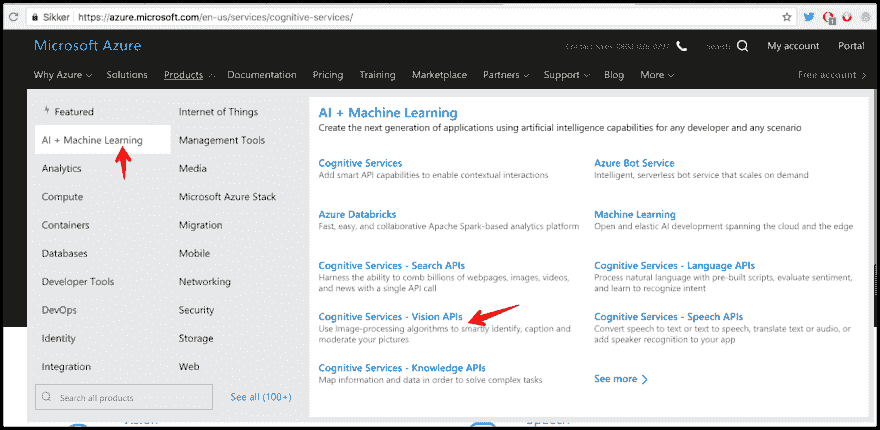 Sikker
https://azure.microsoft.com/en-us/services/cognitive-services/
Microsoft Azure
Contact Sales
My account
Portal
Why Azure
Solutions
Products
Documentation
Pricing
Training
Marketplace
Partners
Support
Blog
More
Free account
Featured
AI + Machine Learning
Analytics
Compute
Containers
Databases
Developer Tools
DevOps
Identity
Integration
Internet of Things
Management Tools
Media
Microsoft Azure Stack
Migration
Mobile
Networking
Security
Storage
Web
Search all products
See all (100+)
AI + Machine Learning
Create the next generation of applications using artificial intelligence capabilities for any developer and any scenario
Cognitive Services
Add smart API capabilities to enable contextual interactions
Azure Bot Service
Intelligent, serverless bot service that scales on demand
Azure Databricks
Fast, easy, and collaborative Apache Spark-based analytics platform
Machine Learning
Open and elastic AI development spanning the cloud and the edge
Cognitive Services - Search APIs
Harness the ability to comb billions of webpages, images, videos,
and news with a single API call
Cognitive Services - Language APIs
Process natural language with pre-built scripts, evaluate sentiment,
and learn to recognize intent
Cognitive Services - Vision APIs
Use image-processing algorithms to smartly identify, caption and
moderate your pictures
Cognitive Services - Speech APIs
Convert speech to text or text to speech, translate text or audio, or
add speaker recognition to your app
Cognitive Services - Knowledge APIs
Map information and data in order to solve complex tasks
See more